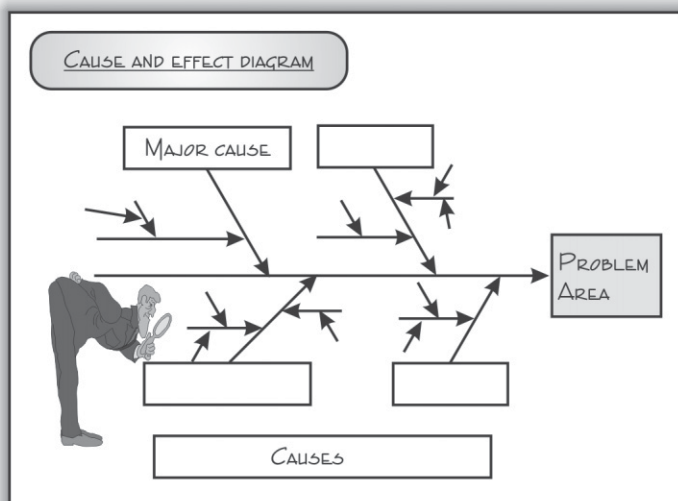 CAUSE AND EFFECT DIAGRAM
MAJOR CAUSE
PROBLEM
AREA
CAUSES